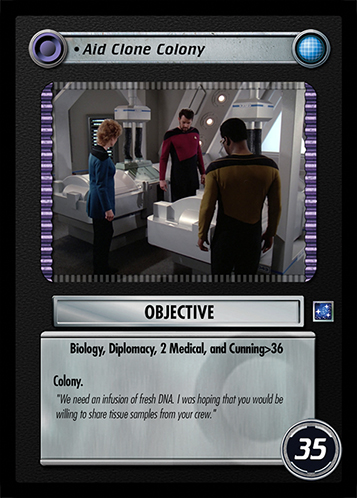 • Aid Clone Colony
OBJECTIVE
Biology, Diplomacy, 2 Medical, and Cunning>36
Colony.
"We need an infusion of fresh DNA. I was hoping that you would be
willing to share tissue samples from your crew."
35